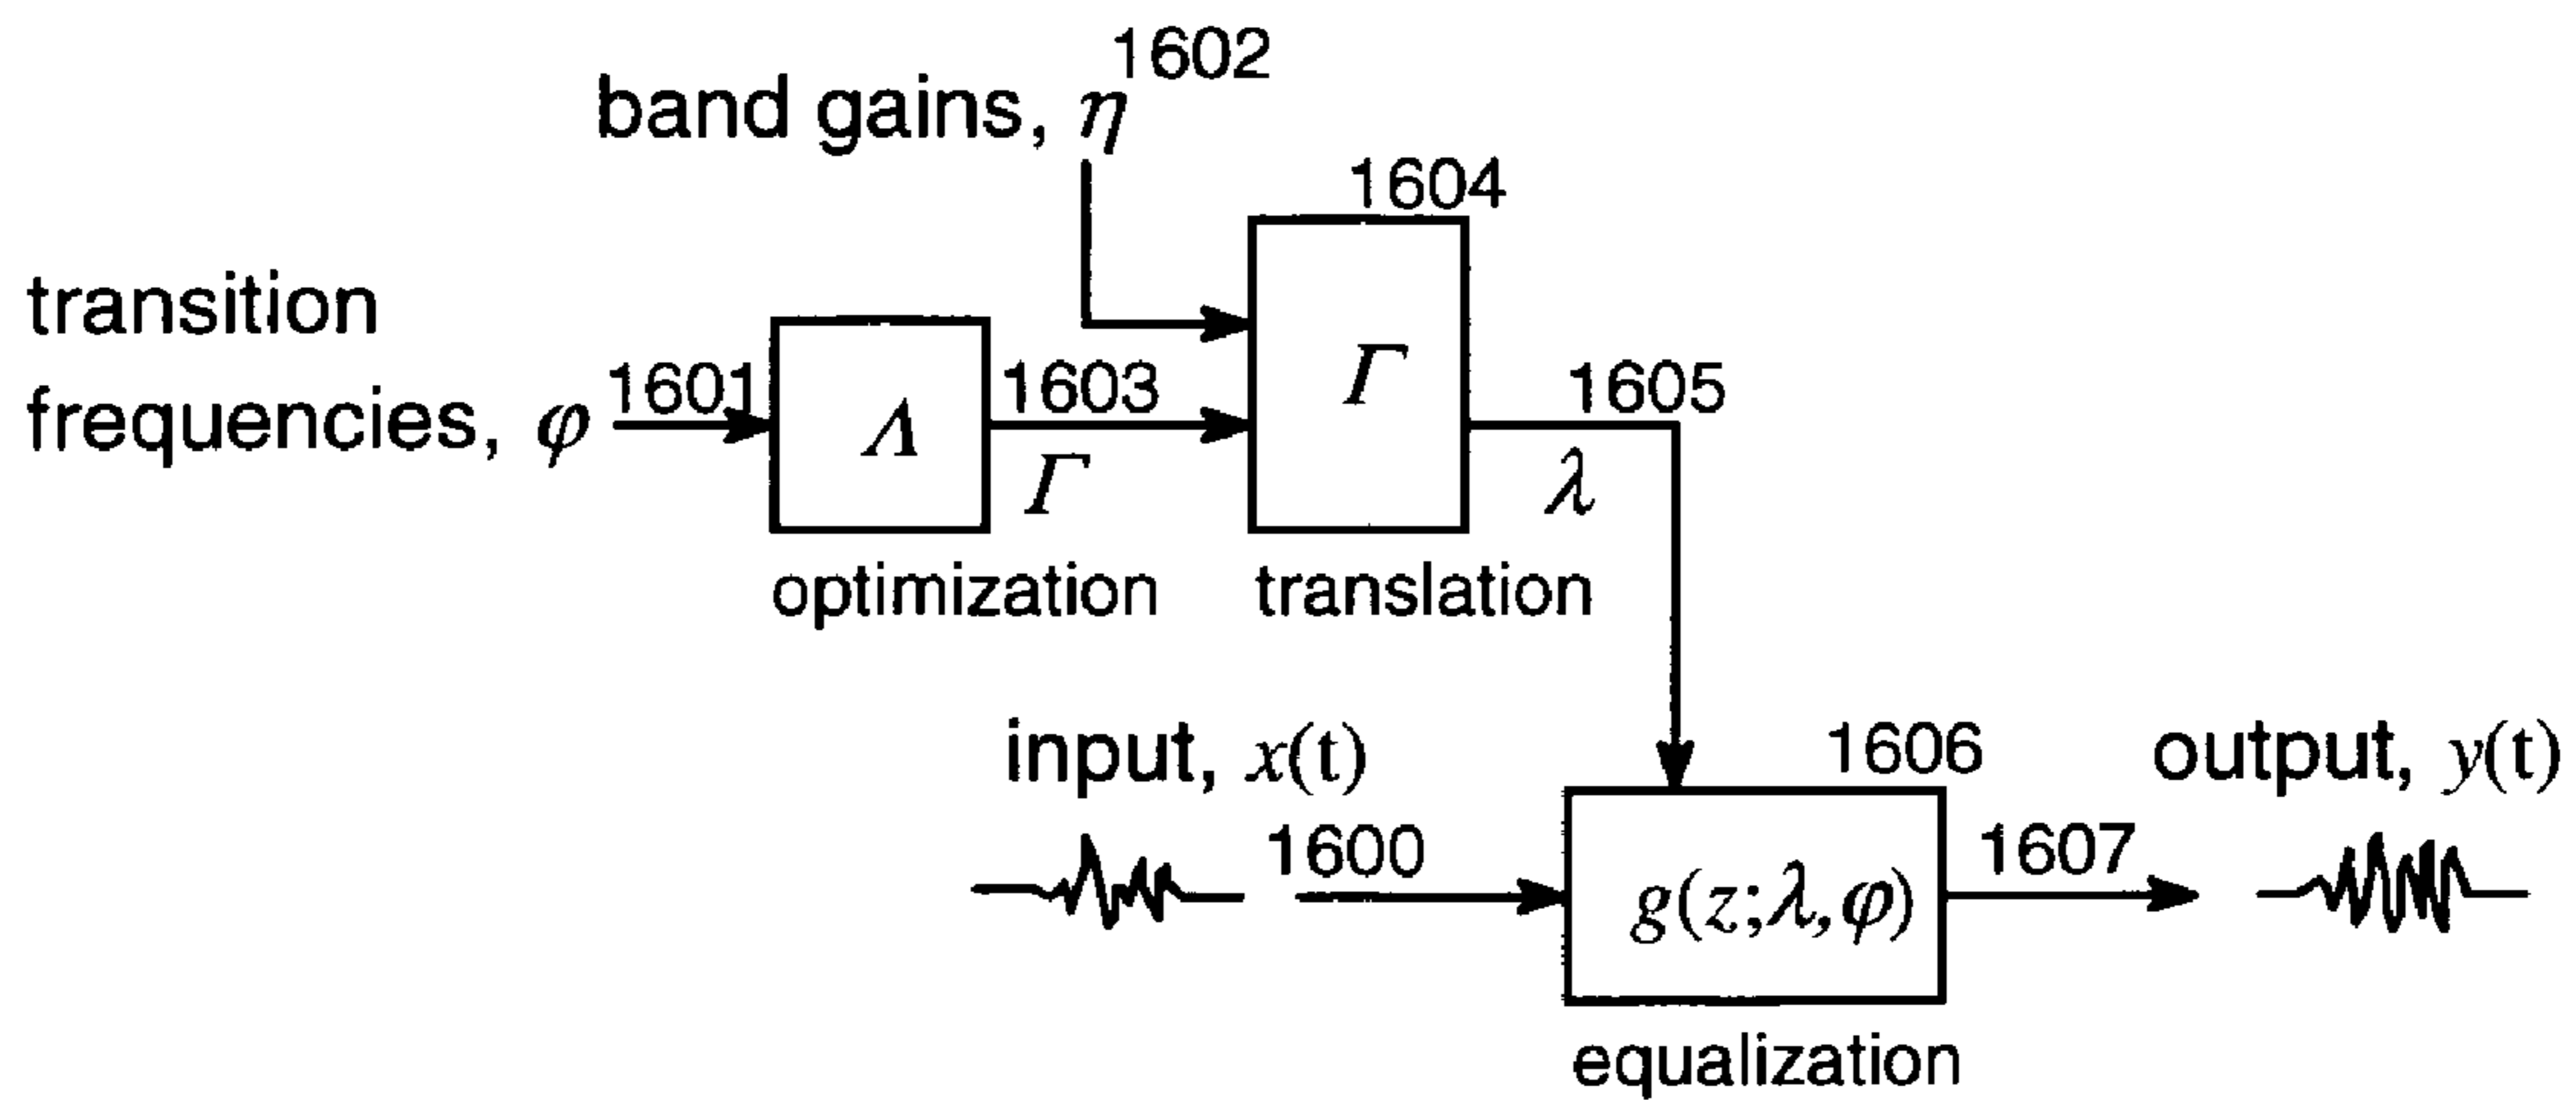 1602
band gains, η
1604
transition
frequencies, φ
1601
Λ
1603
Γ
Γ
1605
λ
optimization
translation
input, x(t)
1600
1606
g(z;λ,φ)
output, y(t)
1607
equalization